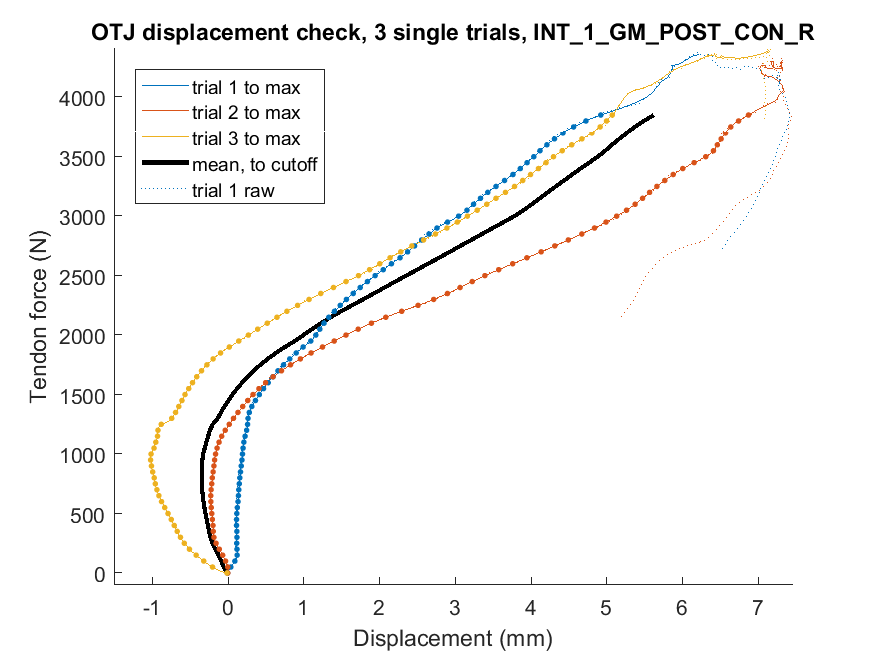 OTJ displacement check, 3 single trials, INT_1_GM_POST_CON_R
trial 1 to max
trial 2 to max
trial 3 to max
mean, to cutoff
trial 1 raw
Tendon force (N)
4000
3500
3000
2500
2000
1500
1000
500
0
-1 0 1 2 3 4 5 6 7
Displacement (mm)